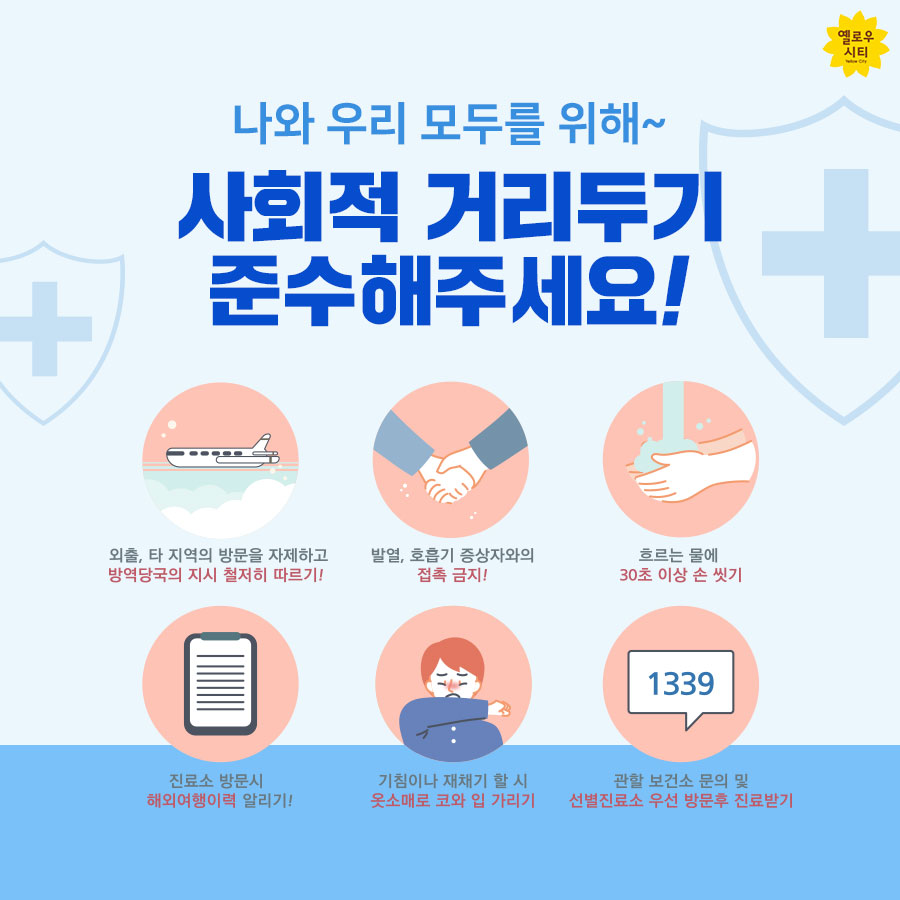 옐로우
시티
Yellow City
나와 우리 모두를 위해~
사회적 거리두기
준수해주세요!
외출, 타 지역의 방문을 자제하고
방역당국의 지시 철저히 따르기!
발열, 호흡기 증상자와의
접촉 금지!
흐르는 물에
30초 이상 손 씻기
진료소 방문시
해외여행이력 알리기!
기침이나 재채기 할 시
옷소매로 코와 입 가리기
1339
관할 보건소 문의 및
선별진료소 우선 방문후 진료받기